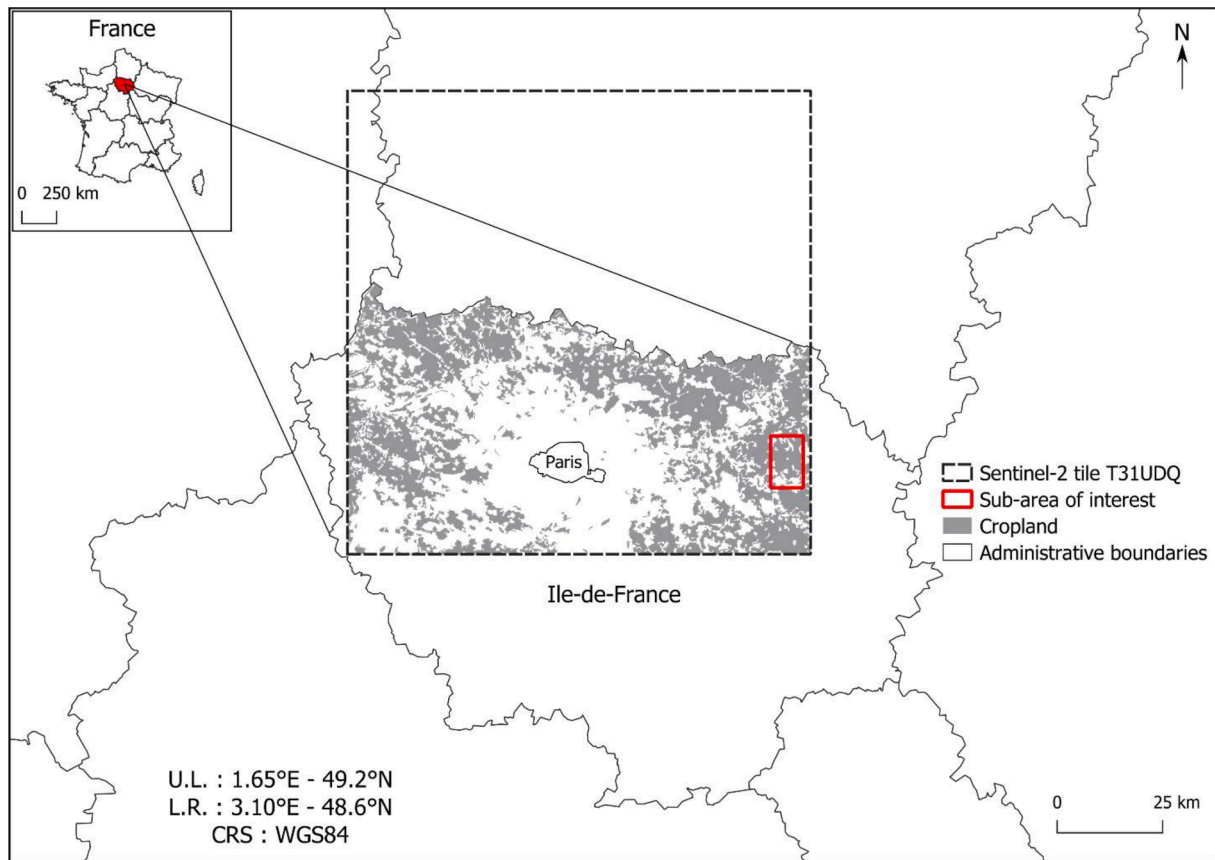 France
0 250 km
N
Paris
Sentinel-2 tile T31UDQ
Sub-area of interest
Cropland
Administrative boundaries
Ile-de-France
U.L. : 1.65°E - 49.2°N
L.R. : 3.10°E - 48.6°N
CRS : WGS84
0 25 km